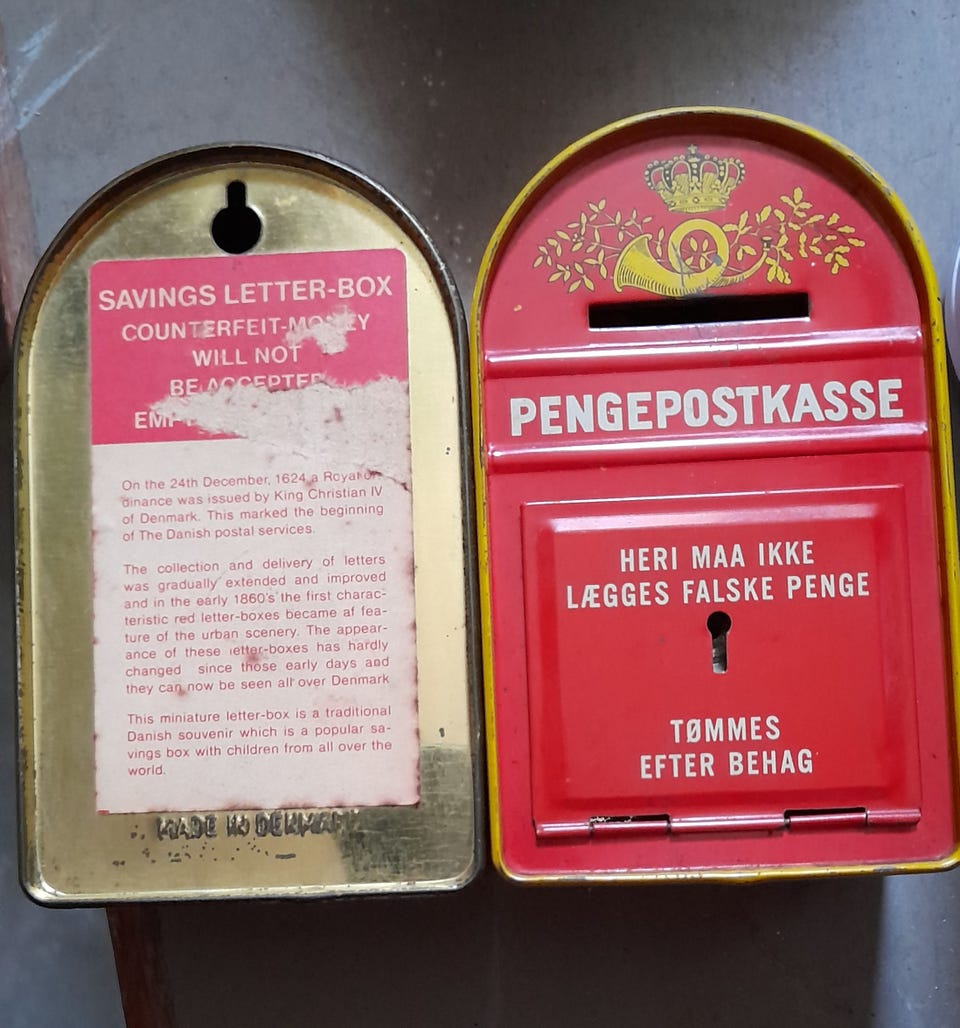 SAVINGS LETTER-BOX
COUNTERFEIT-MONEY
WILL NOT
BE ACCEPTED
On the 24th December, 1624 a Royal or-
dinance was issued by King Christian IV
of Denmark. This marked the beginning
of The Danish postal services.
The collection and delivery of letters
was gradually extended and improved
and in the early 1860's the first charac-
teristic red letter-boxes became af fea-
ture of the urban scenery. The appear-
ance of these letter-boxes has hardly
changed since those early days and
they can now be seen all over Denmark
This miniature letter-box is a traditional
Danish souvenir which is a popular sa-
vings box with children from all over the
world.
MADE IN DENMARK
PENGEPOSTKASSE
HERI MAA IKKE
LÆGGES FALSKE PENGE
TØMMES
EFTER BEHAG